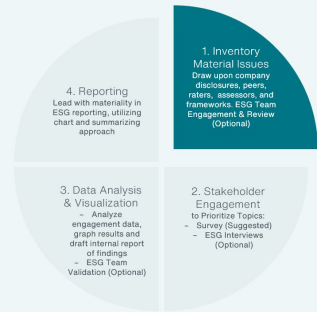 1. Inventory
Material Issues
Draw upon company
disclosures, peers,
raters, assessors, and
frameworks. ESG Team
Engagement & Review
(Optional)
2. Stakeholder
Engagement
to Prioritize Topics:
- Survey (Suggested)
- ESG Interviews
(Optional)
3. Data Analysis
& Visualization
- Analyze
engagement data,
graph results and
draft internal report
of findings
- ESG Team
Validation (Optional)
4. Reporting
Lead with materiality in
ESG reporting, utilizing
chart and summarizing
approach